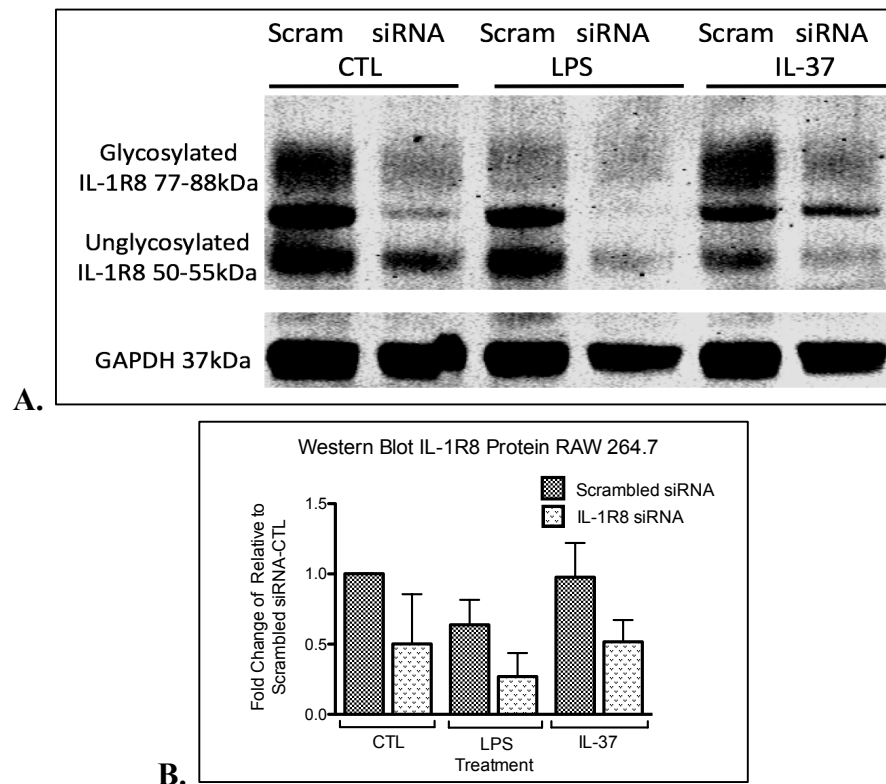 Scram siRNA Scram siRNA Scram siRNA
CTL LPS IL-37
Glycosylated
IL-1R8 77-88kDa
Unglycosylated
IL-1R8 50-55kDa
GAPDH 37kDa
A.
Western Blot IL-1R8 Protein RAW 264.7
Scrambled siRNA
IL-1R8 siRNA
Fold Change of Relative to
Scrambled siRNA-CTL
1.5
1.0
0.5
0.0
CTL LPS IL-37
Treatment
B.